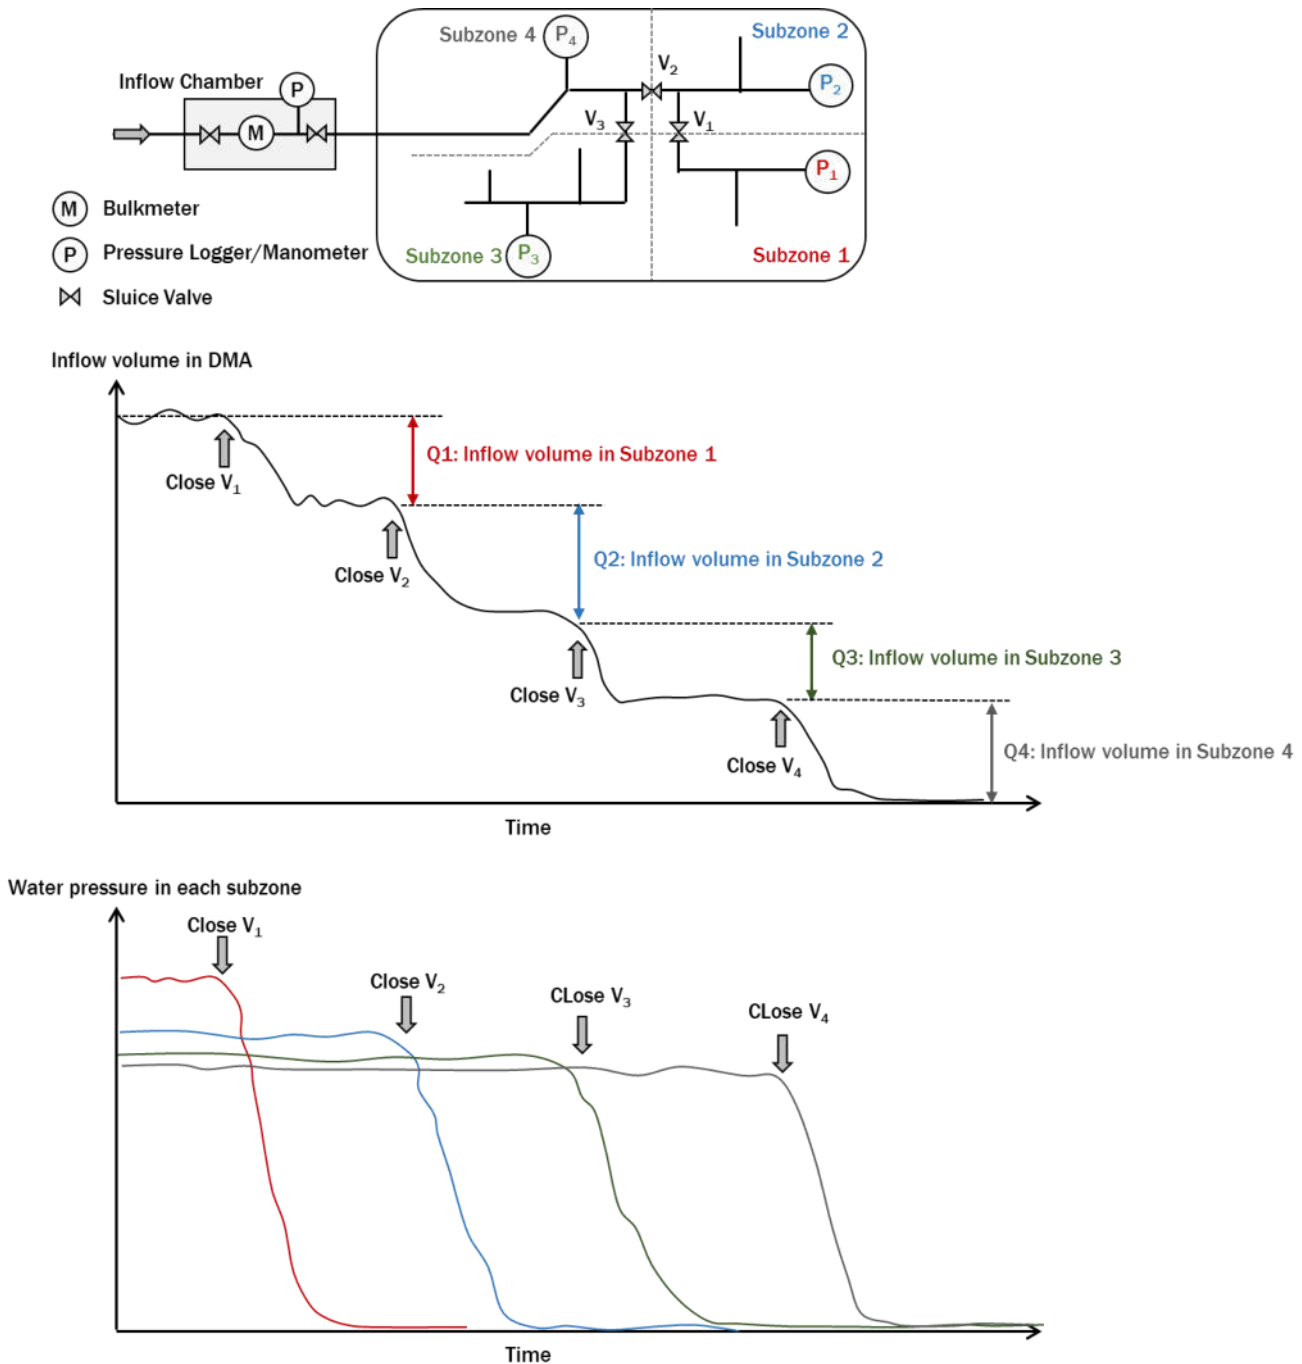 Subzone 4
P4
Subzone 2
Inflow Chamber
P
V2
P2
M
V3
V1
P1
M Bulkmeter
P Pressure Logger/Manometer
Subzone 3
P3
Subzone 1
Sluice Valve
Inflow volume in DMA
Q1: Inflow volume in Subzone 1
Close V1
Q2: Inflow volume in Subzone 2
Close V2
Q3: Inflow volume in Subzone 3
Close V3
Q4: Inflow volume in Subzone 4
Close V4
Time
Water pressure in each subzone
Close V1
Close V2
CLose V3
CLose V4
Time